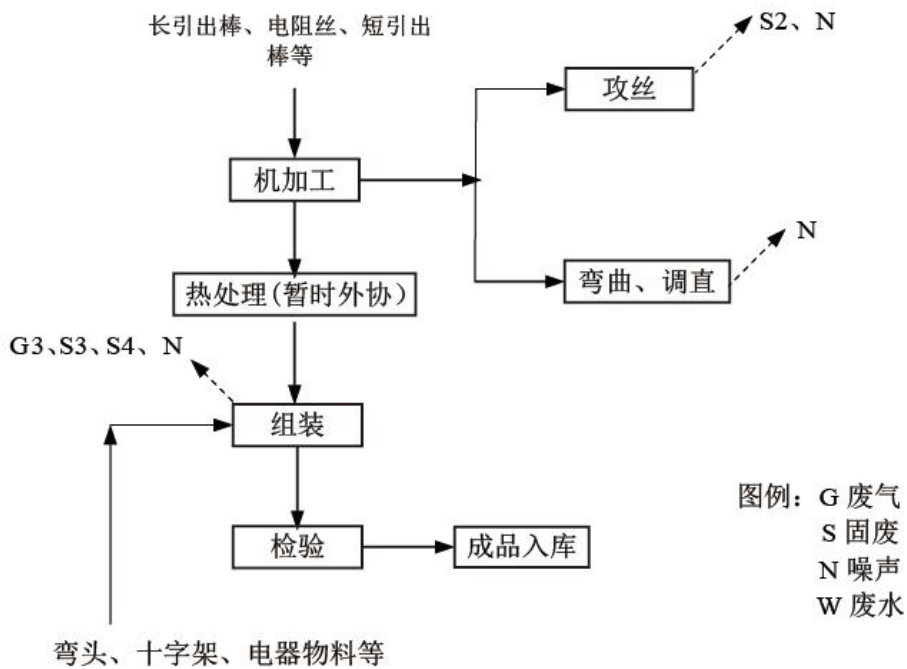 长引出棒、电阻丝、短引出
棒等
S2、N
攻丝
机加工
N
弯曲、调直
热处理(暂时外协)
G3、S3、S4、N
组装
图例：G 废气
S 固废
N 噪声
W 废水
检验
成品入库
弯头、十字架、电器物料等